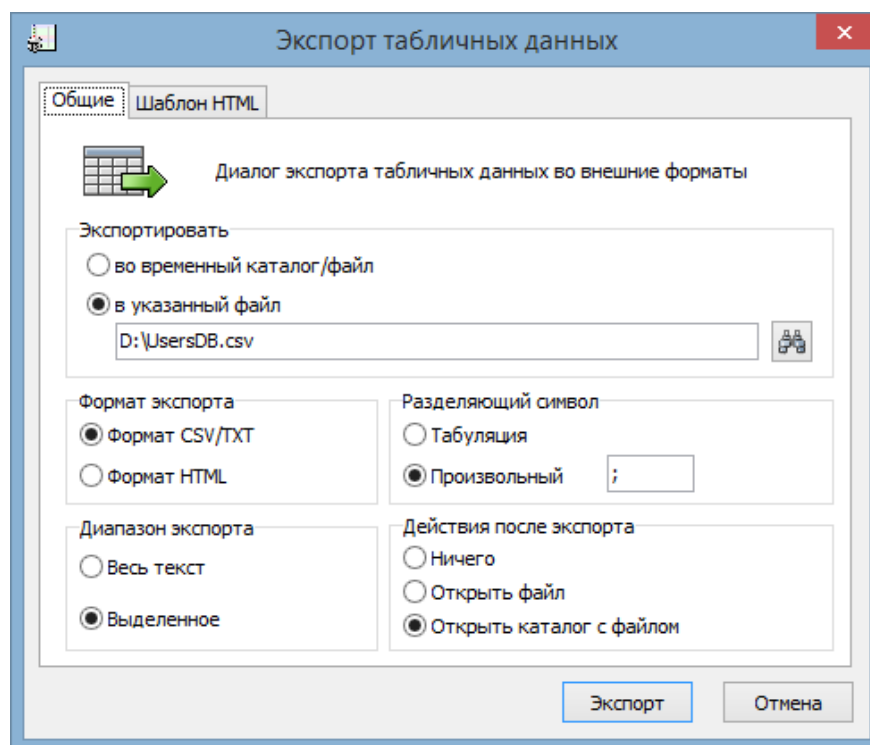 Экспорт табличных данных
Общие Шаблон HTML
Диалог экспорта табличных данных во внешние форматы
Экспортировать
во временный каталог/файл
в указанный файл
D:\UsersDB.csv
Формат экспорта
Формат CSV/TXT
Формат HTML
Разделяющий символ
Табуляция
Произвольный ;
Диапазон экспорта
Весь текст
Выделенное
Действия после экспорта
Ничего
Открыть файл
Открыть каталог с файлом
Экспорт Отмена